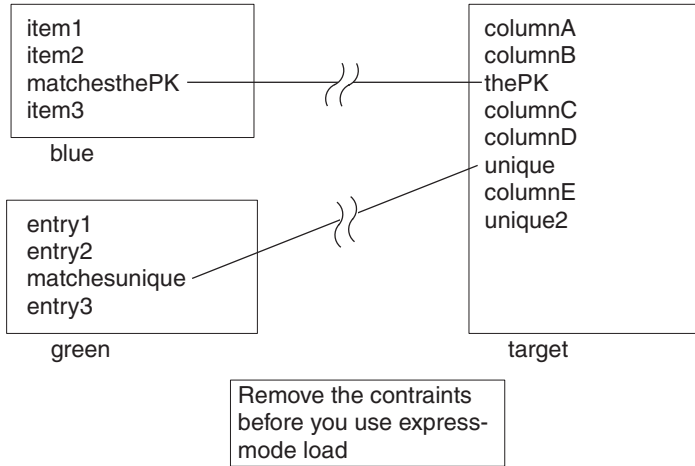 item1
item2
matchesthePK
item3
blue
entry1
entry2
matchesunique
entry3
green
columnA
columnB
thePK
columnC
columnD
unique
columnE
unique2
target
Remove the contraints
before you use express-
mode load